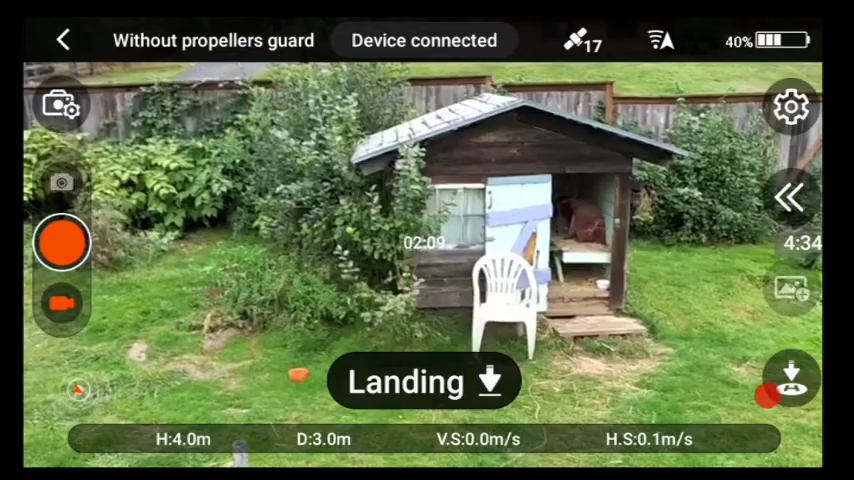 Without propellers guard
Device connected
17
40%
02:09
4:34
Landing
H:4.0m
D:3.0m
V.S:0.0m/s
H.S:0.1m/s